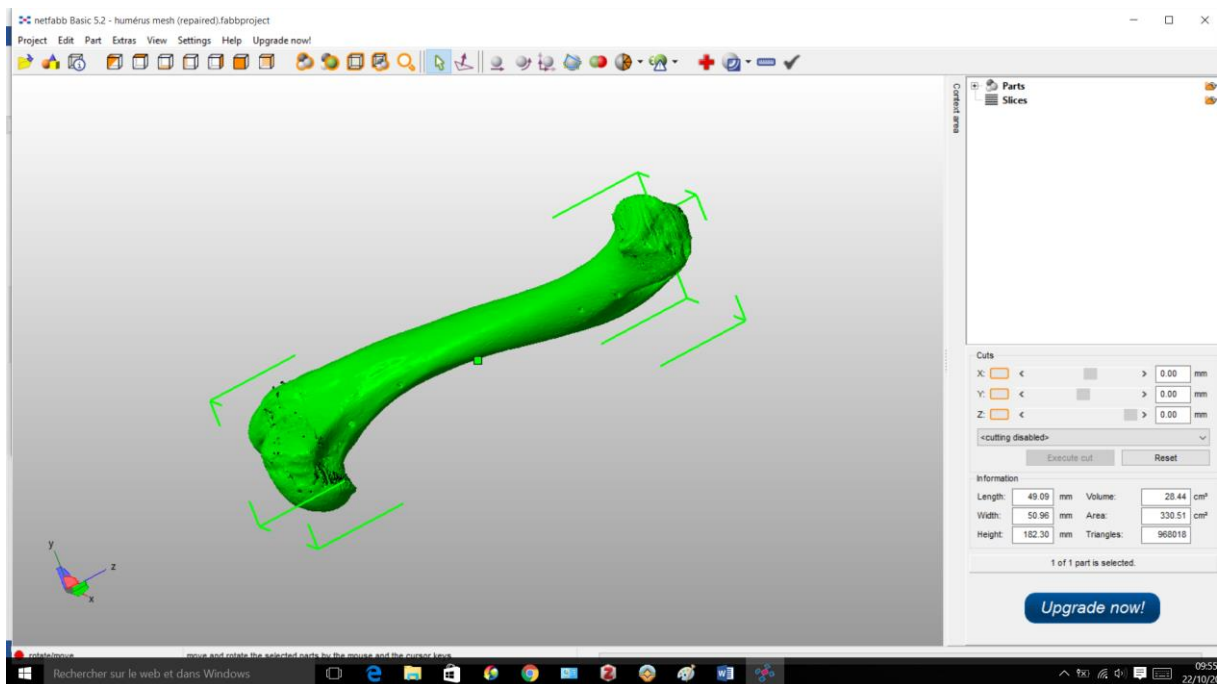 netfabb Basic 5.2 - humérus mesh (repaired).fabbproject
Project Edit Part Extras View Settings Help Upgrade now!
Context area
Parts
Slices
Cuts
X: < > 0.00 mm
Y: < > 0.00 mm
Z: < > 0.00 mm
<cutting disabled>
Execute cut Reset
Information
Length: 49.09 mm Volume: 28.44 cm³
Width: 50.96 mm Area: 330.51 cm²
Height: 182.30 mm Triangles: 968018
1 of 1 part is selected.
Upgrade now!
y
z
x
rotate/move move and rotate the selected parts by the mouse and the cursor keys
Rechercher sur le web et dans Windows
09:55
22/10/20